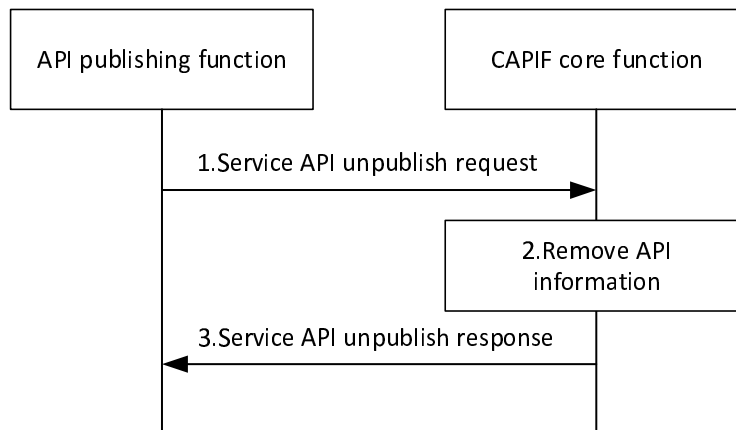 API publishing function
CAPIF core function
1.Service API unpublish request
2.Remove API
information
3.Service API unpublish response